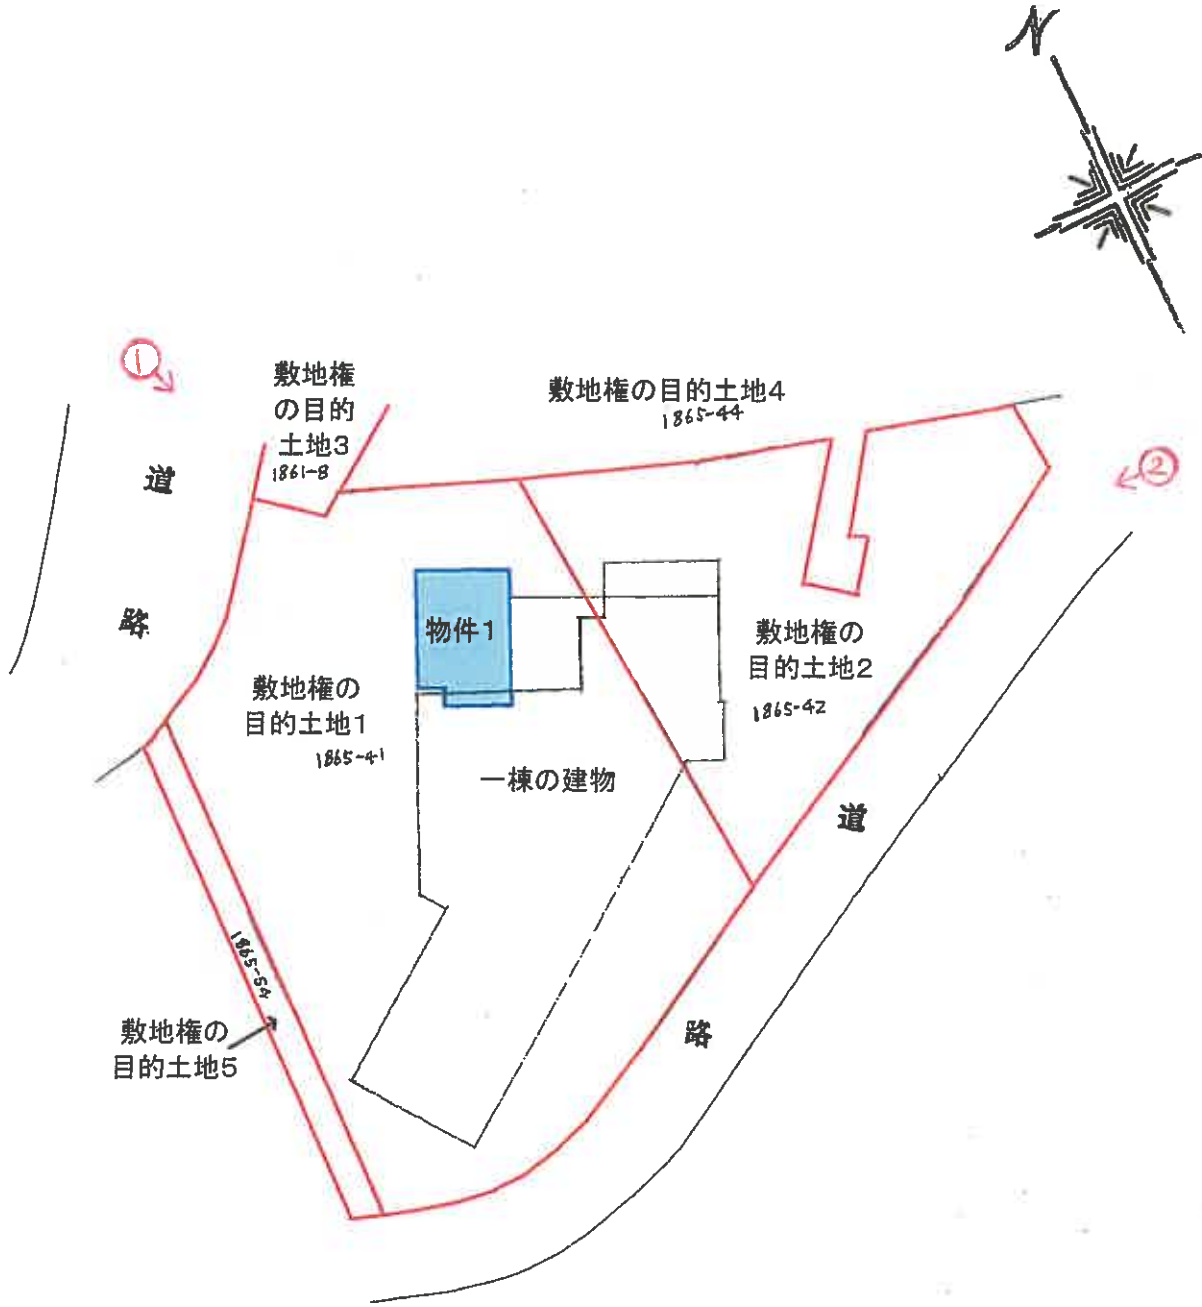 N
①
敷地権
の目的
土地3
1861-8
敷地権の目的土地4
1865-44
②
道
路
物件1
敷地権の
目的土地2
1865-42
敷地権の
目的土地1
1865-41
一棟の建物
道
路
1865-54
敷地権の
目的土地5